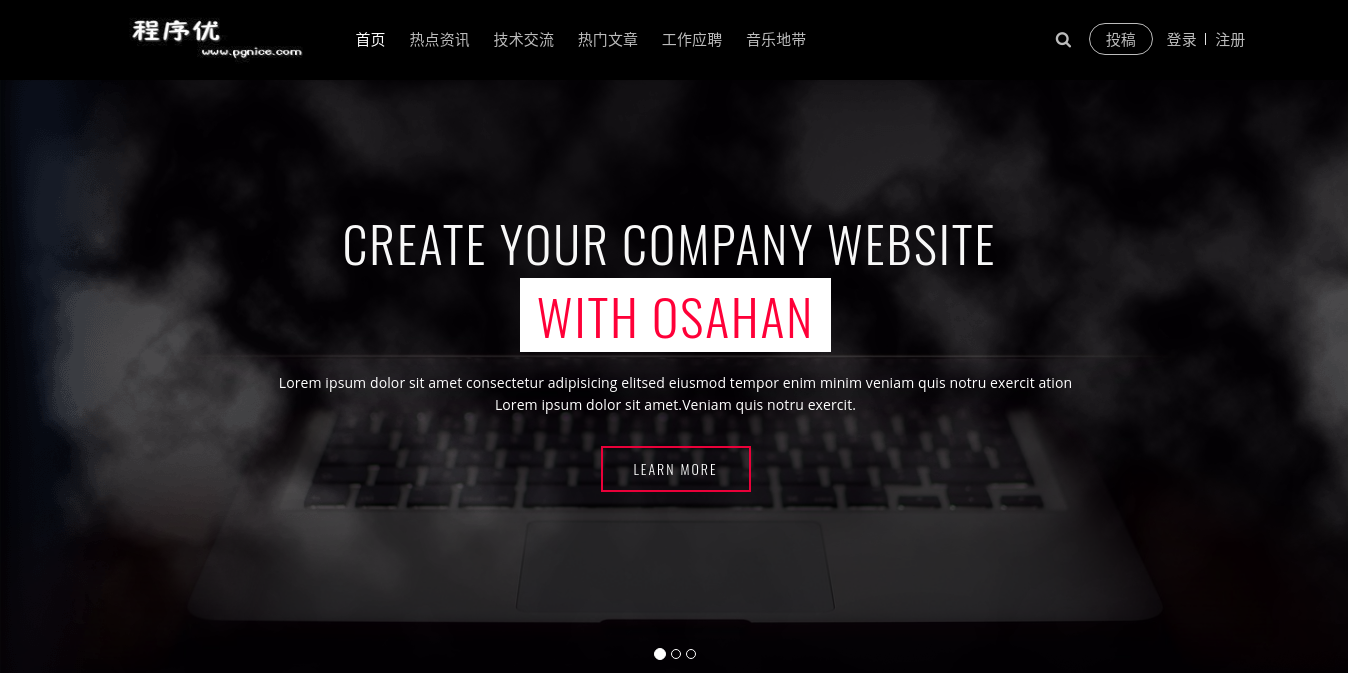 程序优
www.pgnice.com
首页 热点资讯 技术交流 热门文章 工作应聘 音乐地带
投稿 登录 | 注册
CREATE YOUR COMPANY WEBSITE
WITH OSAHAN
Lorem ipsum dolor sit amet consectetur adipisicing elitsed eiusmod tempor enim minim veniam quis notru exercit ation
Lorem ipsum dolor sit amet.Veniam quis notru exercit.
LEARN MORE